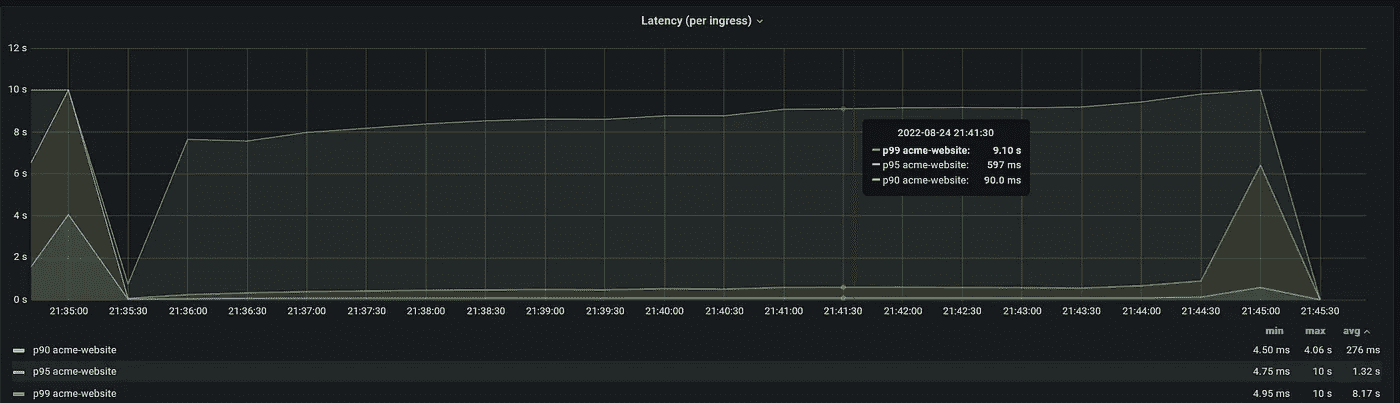 Latency (per ingress)
12 s
10 s
8 s
6 s
4 s
2 s
0 s
2022-08-24 21:41:30
p99 acme-website: 9.10 s
p95 acme-website: 597 ms
p90 acme-website: 90.0 ms
21:35:00 21:35:30 21:36:00 21:36:30 21:37:00 21:37:30 21:38:00 21:38:30 21:39:00 21:39:30 21:40:00 21:40:30 21:41:00 21:41:30 21:42:00 21:42:30 21:43:00 21:43:30 21:44:00 21:44:30 21:45:00 21:45:30
min max avg
p90 acme-website 4.50 ms 4.06 s 276 ms
p95 acme-website 4.75 ms 10 s 1.32 s
p99 acme-website 4.95 ms 10 s 8.17 s